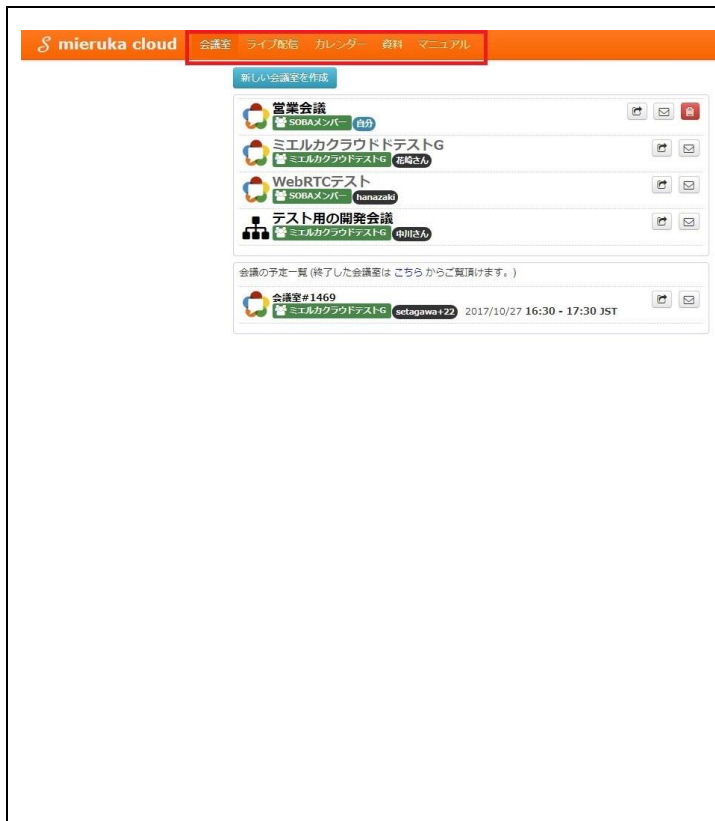 S mieruka cloud 会議室 ライブ配信 カレンダー 資料 マニュアル
新しい会議室を作成
営業会議
SOBAメンバー 自分
ミエルカクラウドドテストG
ミエルカクラウドテストG 花崎さん
WebRTCテスト
SOBAメンバー hanazaki
テスト用の開発会議
ミエルカクラウドテストG 中川さん
会議の予定一覧 (終了した会議室は こちら からご覧頂けます。)
会議室#1469
ミエルカクラウドテストG setagawa+22 2017/10/27 16:30 - 17:30 JST